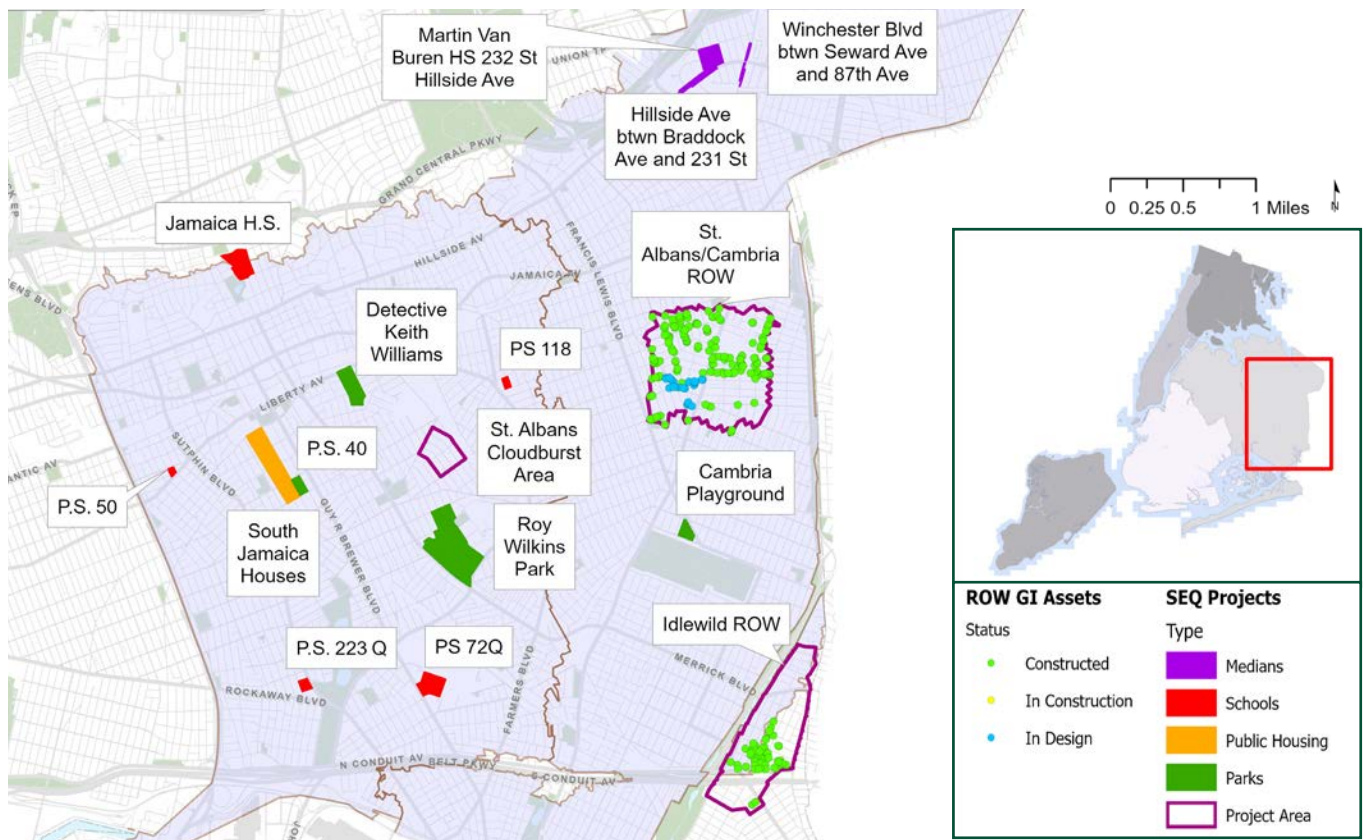 Martin Van
Buren HS 232 St
Hillside Ave
UNION TP
Winchester Blvd
btwn Seward Ave
and 87th Ave
Hillside Ave
btwn Braddock
Ave and 231 St
GRAND CENTRAL PKWY
Jamaica H.S.
HILLSIDE AV
FRANCIS LEWIS BLVD
JAMAICA AV
St.
Albans/Cambria
ROW
ENS BLVD
Detective
Keith
Williams
PS 118
LIBERTY AV
SUTPHIN BLVD
P.S. 40
St. Albans
Cloudburst
Area
ANTIC AV
P.S. 50
South
Jamaica
Houses
GUY R BREWER BLVD
Roy
Wilkins
Park
Cambria
Playground
Idlewild ROW
P.S. 223 Q
PS 72Q
MERRICK BLVD
ROCKAWAY BLVD
FARMERS BLVD
N CONDUIT AV
BELT PKWY
S CONDUIT AV
0 0.25 0.5 1 Miles
N
ROW GI Assets
Status
Constructed
In Construction
In Design
SEQ Projects
Type
Medians
Schools
Public Housing
Parks
Project Area